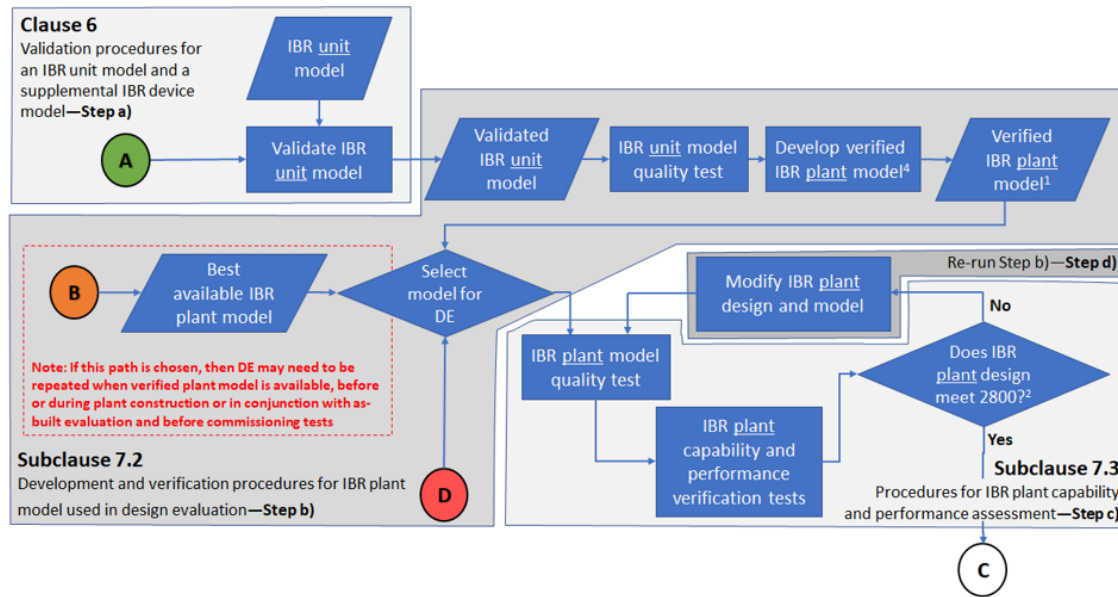 Clause 6
Validation procedures for
an IBR unit model and a
supplemental IBR device
model—Step a)
IBR unit
model
A
Validate IBR
unit model
Validated
IBR unit
model
IBR unit model
quality test
Develop verified
IBR plant model4
Verified
IBR plant
model1
B
Best
available IBR
plant model
Select
model for
DE
Note: If this path is chosen, then DE may need to be
repeated when verified plant model is available, before
or during plant construction or in conjunction with as-
built evaluation and before commissioning tests
Subclause 7.2
Development and verification procedures for IBR plant
model used in design evaluation—Step b)
D
Re-run Step b)—Step d)
Modify IBR plant
design and model
No
IBR plant model
quality test
Does IBR
plant design
meet 2800?2
IBR plant
capability and
performance
verification tests
Yes
Subclause 7.3
Procedures for IBR plant capability
and performance assessment—Step c)
C